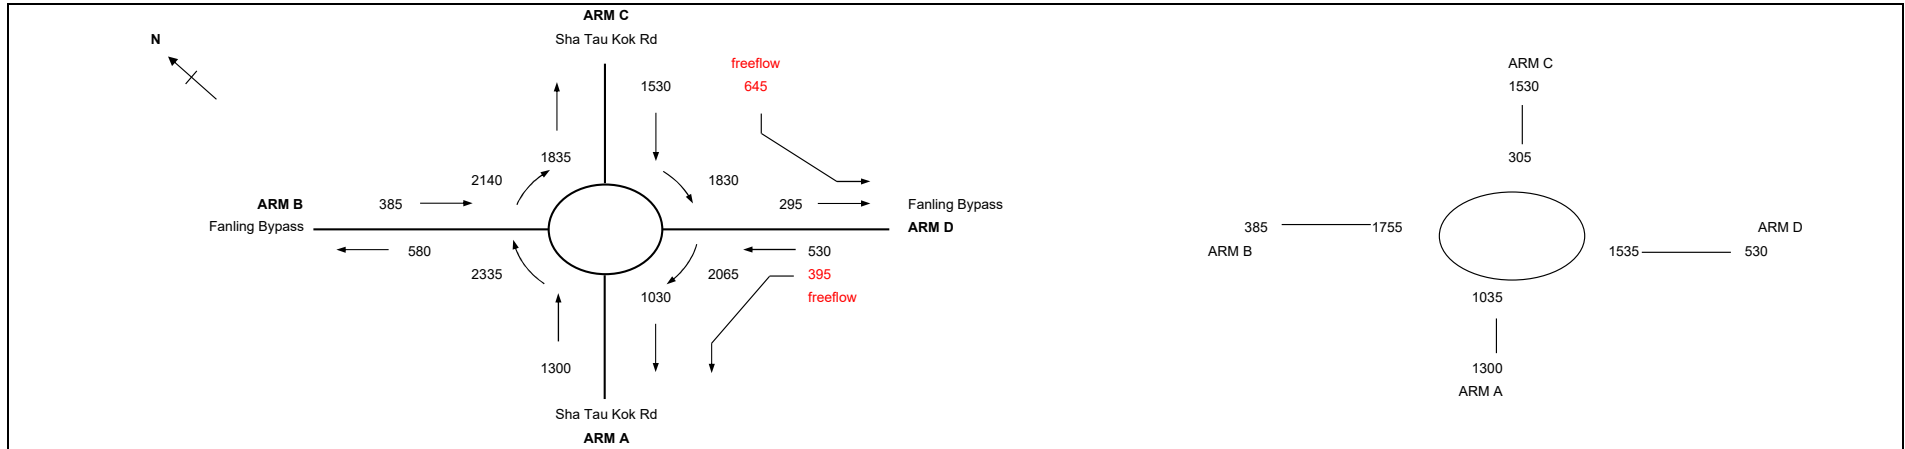 ARM C
Sha Tau Kok Rd
N
freeflow
1530
645
1835
2140
1830
ARM B
385
295
Fanling Bypass
Fanling Bypass
ARM D
580
530
2335
2065
395
1030
freeflow
1300
Sha Tau Kok Rd
ARM A
ARM C
1530
305
385
1755
ARM D
ARM B
1535
530
1035
1300
ARM A